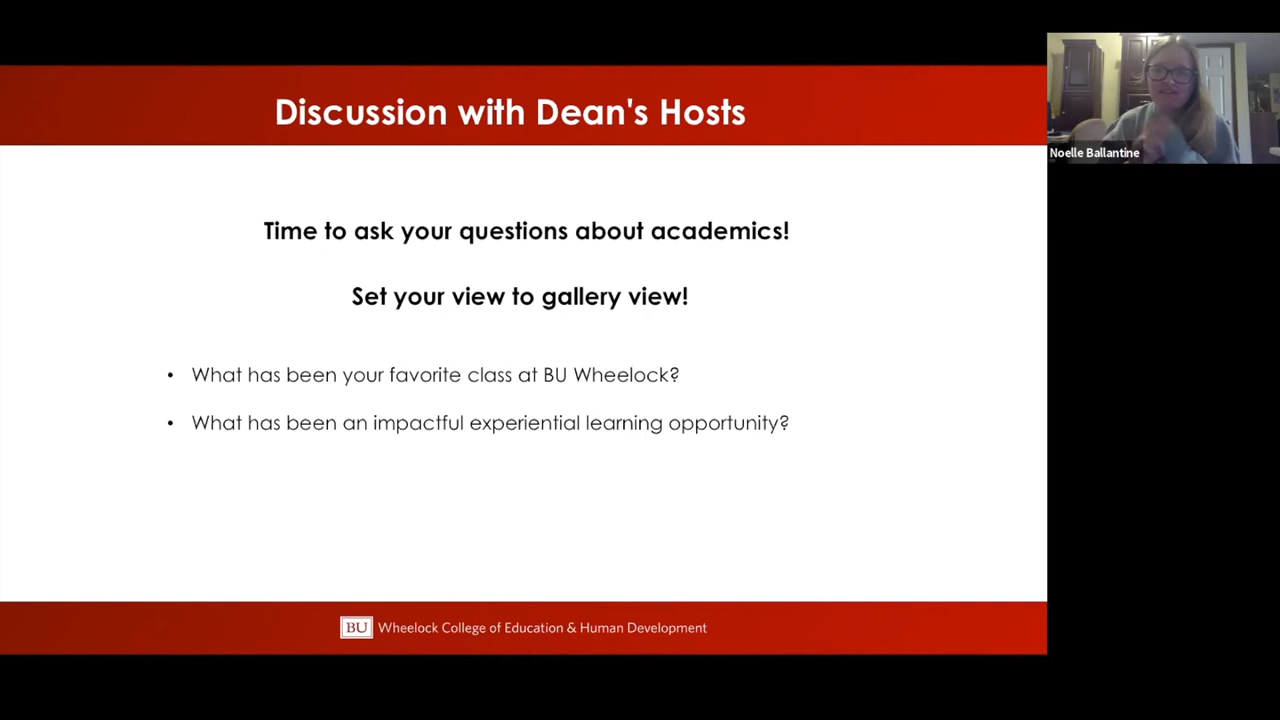 Discussion with Dean's Hosts
Noelle Ballantine
Time to ask your questions about academics!
Set your view to gallery view!
• What has been your favorite class at BU Wheelock?
• What has been an impactful experiential learning opportunity?
BU Wheelock College of Education & Human Development